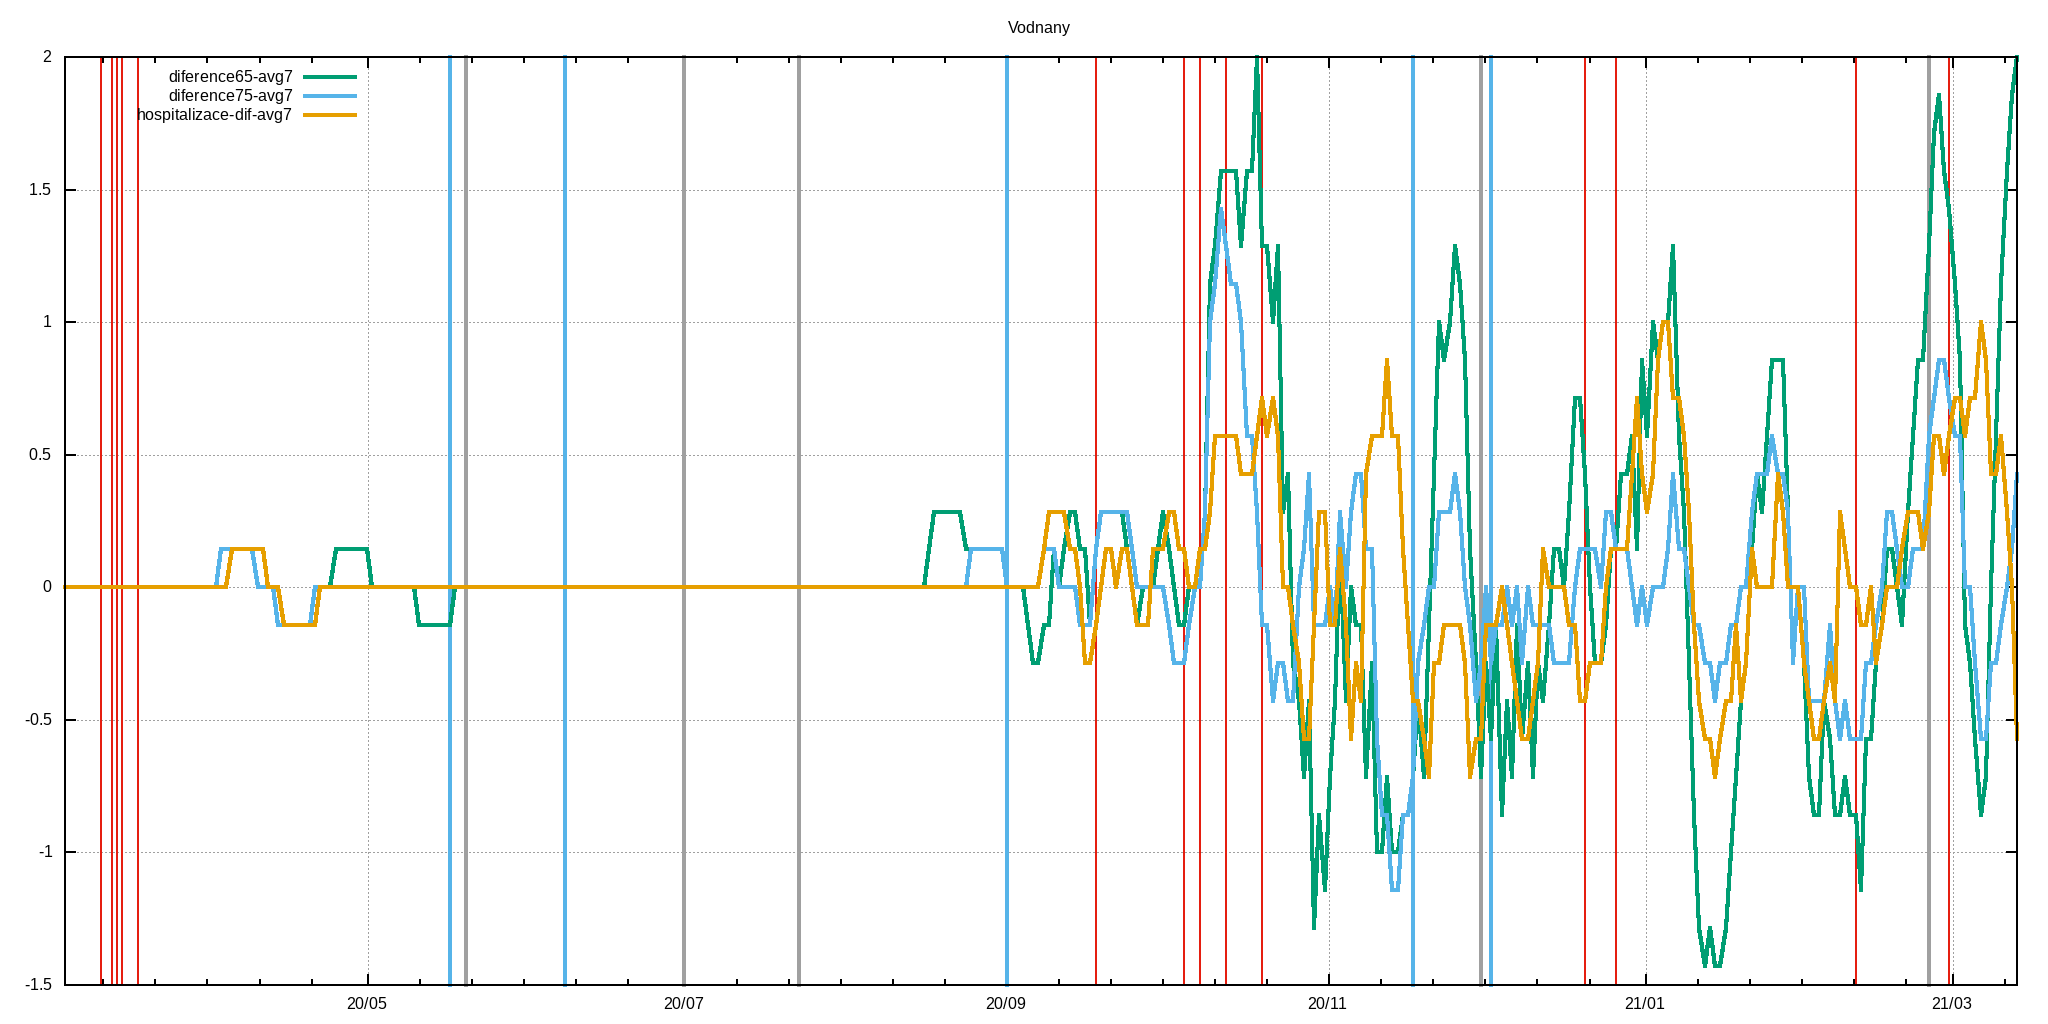 Vodnany
diference65-avg7
diference75-avg7
hospitalizace-dif-avg7
2
1.5
1
0.5
0
-0.5
-1
-1.5
20/05 20/07 20/09 20/11 21/01 21/03